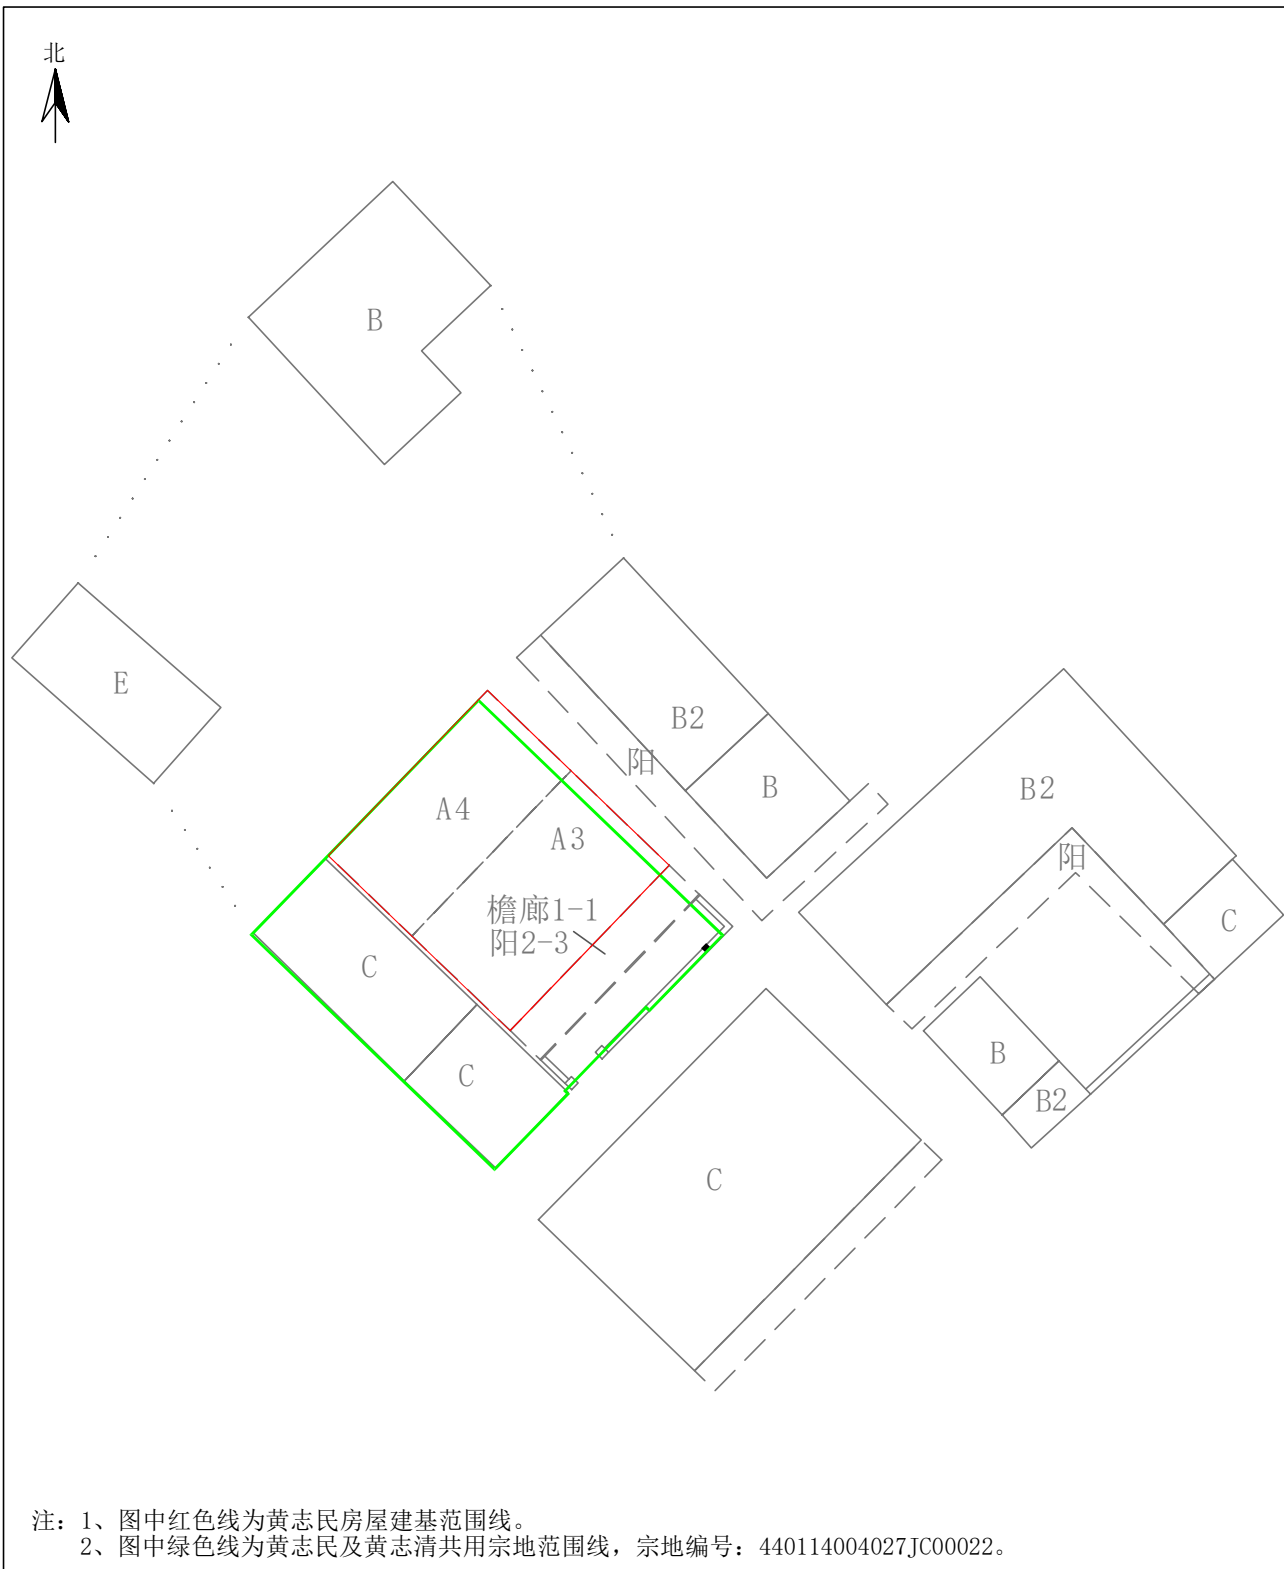 北
B
E
B2
阳
B
B2
A4
A3
阳
檐廊1-1
阳2-3
C
C
B
C
B2
C
注：1、图中红色线为黄志民房屋建基范围线。
2、图中绿色线为黄志民及黄志清共用宗地范围线，宗地编号：440114004027JC00022。